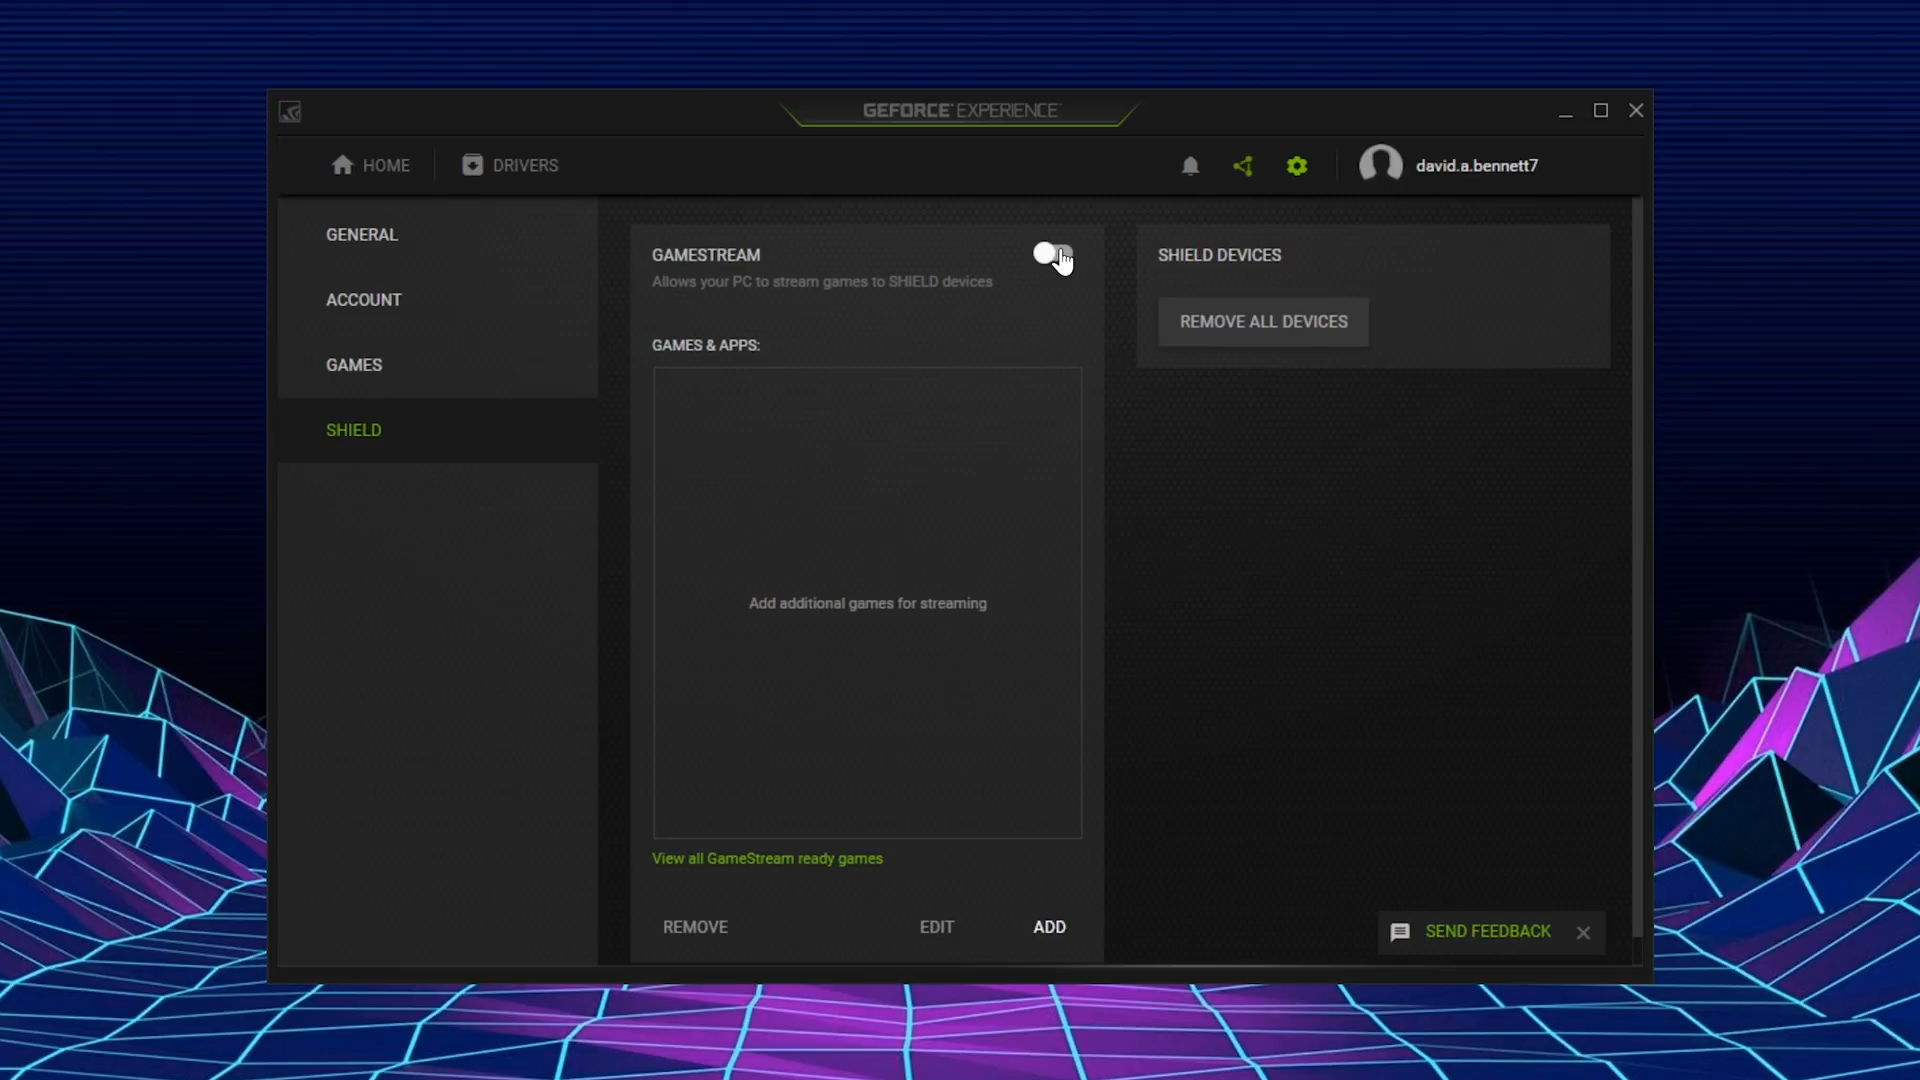 GEFORCE EXPERIENCE
HOME
DRIVERS
david.a.bennett7
GENERAL
ACCOUNT
GAMES
SHIELD
GAMESTREAM
Allows your PC to stream games to SHIELD devices
GAMES & APPS:
Add additional games for streaming
View all GameStream ready games
REMOVE
EDIT
ADD
SHIELD DEVICES
REMOVE ALL DEVICES
SEND FEEDBACK